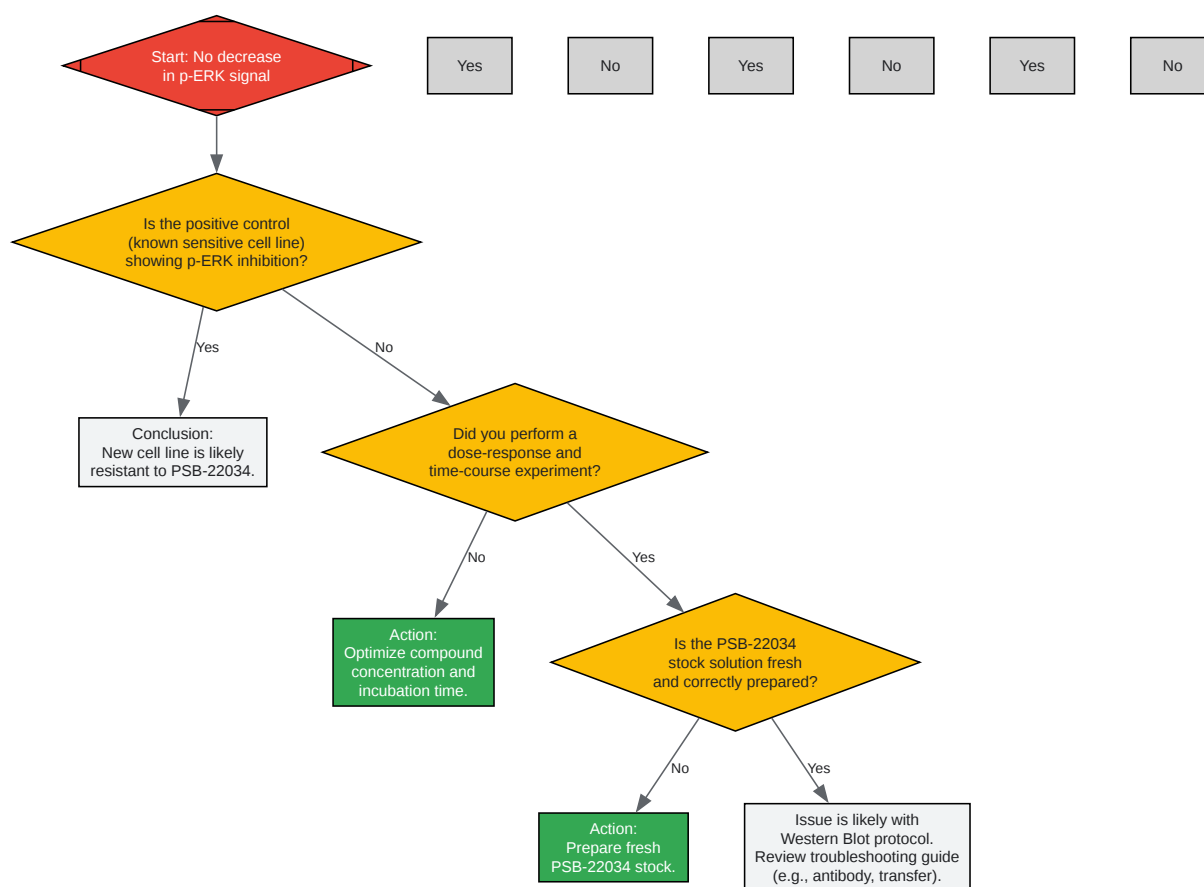 Start: No decrease
in p-ERK signal
Yes
No
Yes
No
Yes
No
Is the positive control
(known sensitive cell line)
showing p-ERK inhibition?
Yes
No
Conclusion:
New cell line is likely
resistant to PSB-22034.
Did you perform a
dose-response and
time-course experiment?
No
Yes
Action:
Optimize compound
concentration and
incubation time.
Is the PSB-22034
stock solution fresh
and correctly prepared?
No
Yes
Action:
Prepare fresh
PSB-22034 stock.
Issue is likely with
Western Blot protocol.
Review troubleshooting guide
(e.g., antibody, transfer).